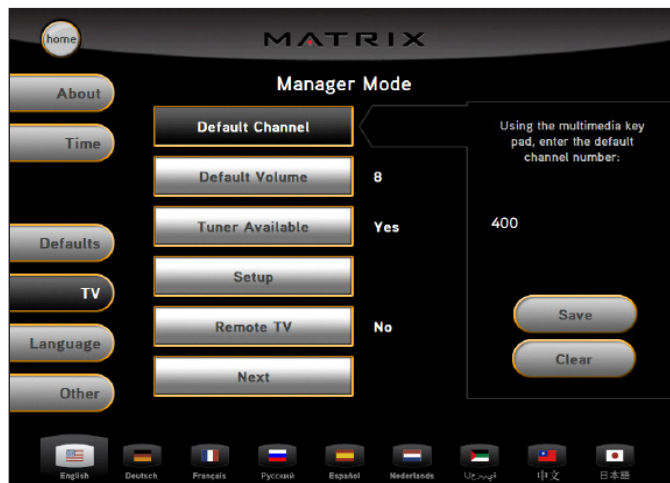 home
MATRIX
Manager Mode
About
Time
Defaults
TV
Language
Other
Default Channel
Default Volume
8
Tuner Available
Yes
Setup
Remote TV
No
Next
Using the multimedia key
pad, enter the default
channel number:
400
Save
Clear
English
Deutsch
Français
Русский
Español
Nederlands
中文
日本語